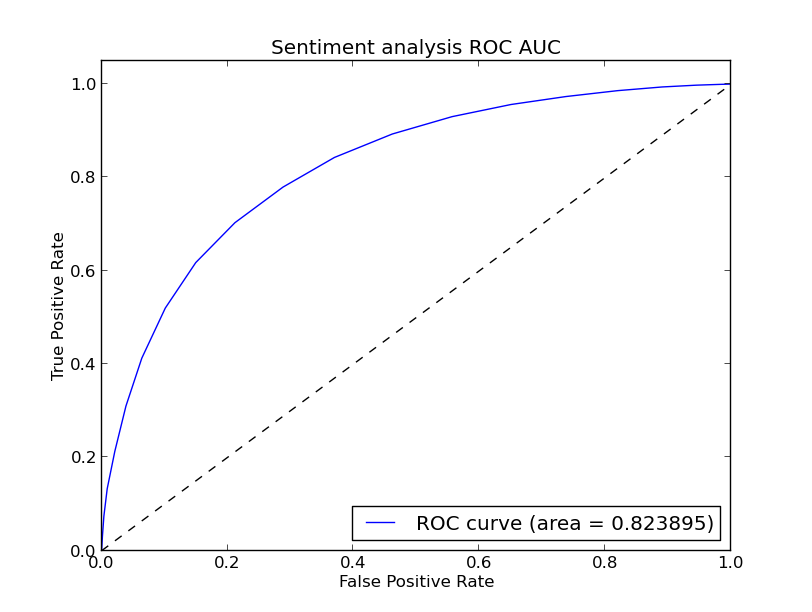 Sentiment analysis ROC AUC
1.0
0.8
0.6
0.4
0.2
0.0
True Positive Rate
ROC curve (area = 0.823895)
0.0 0.2 0.4 0.6 0.8 1.0
False Positive Rate